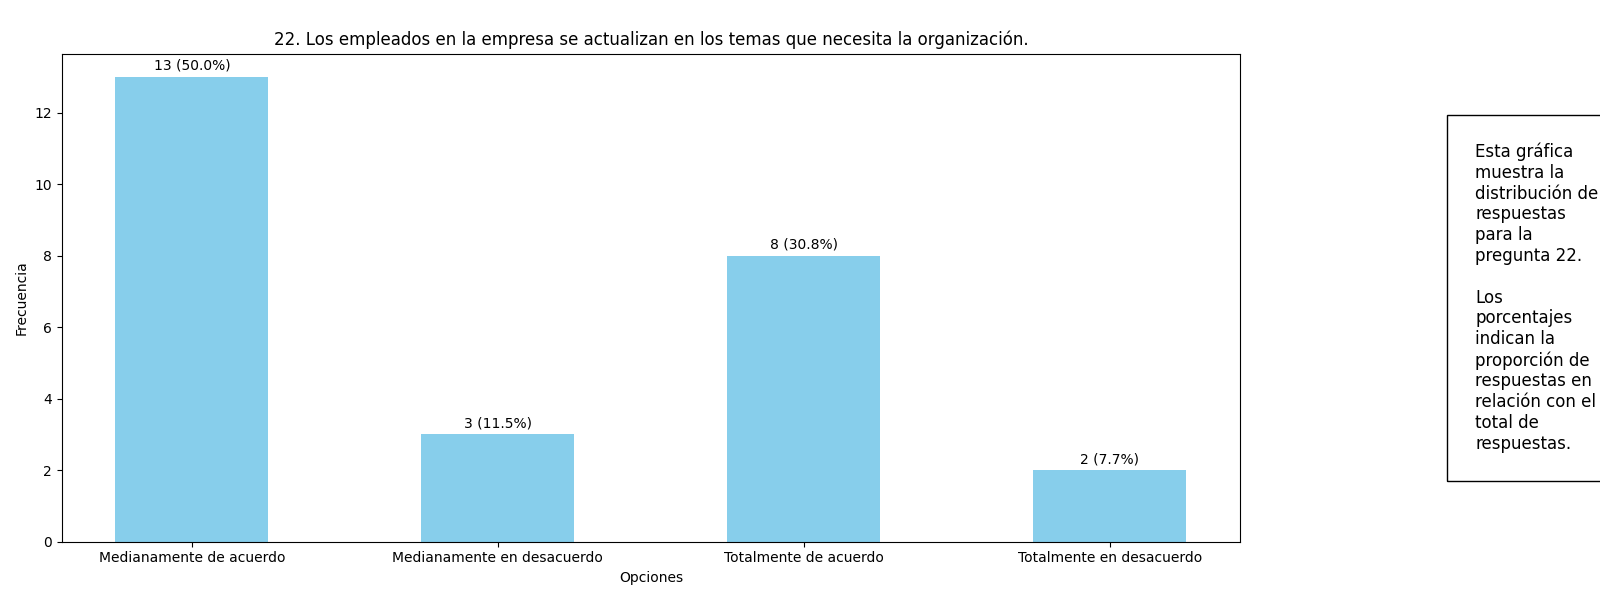 22. Los empleados en la empresa se actualizan en los temas que necesita la organización.
13 (50.0%)
3 (11.5%)
8 (30.8%)
2 (7.7%)
Frecuencia
12
10
8
6
4
2
0
Medianamente de acuerdo
Medianamente en desacuerdo
Totalmente de acuerdo
Totalmente en desacuerdo
Opciones
Esta gráfica
muestra la
distribución de
respuestas
para la
pregunta 22.
Los
porcentajes
indican la
proporción de
respuestas en
relación con el
total de
respuestas.